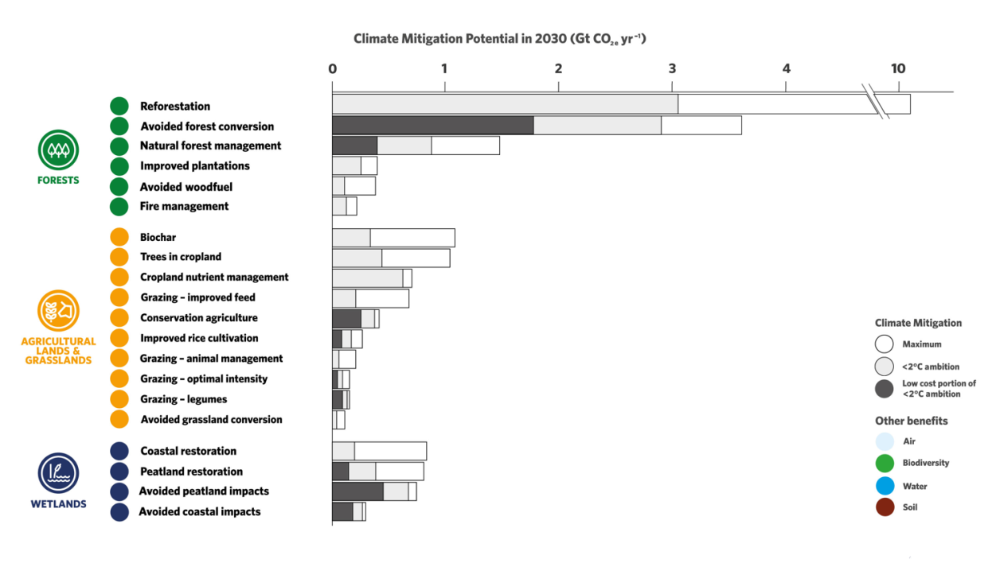 Climate Mitigation Potential in 2030 (Gt CO₂ₑ yr⁻¹)
0 1 2 3 4 10
Reforestation
Avoided forest conversion
Natural forest management
Improved plantations
Avoided woodfuel
Fire management
FORESTS
Biochar
Trees in cropland
Cropland nutrient management
Grazing – improved feed
Conservation agriculture
Improved rice cultivation
Grazing – animal management
Grazing – optimal intensity
Grazing – legumes
Avoided grassland conversion
AGRICULTURAL
LANDS &
GRASSLANDS
Coastal restoration
Peatland restoration
Avoided peatland impacts
Avoided coastal impacts
WETLANDS
Climate Mitigation
Maximum
<2°C ambition
Low cost portion of
<2°C ambition
Other benefits
Air
Biodiversity
Water
Soil